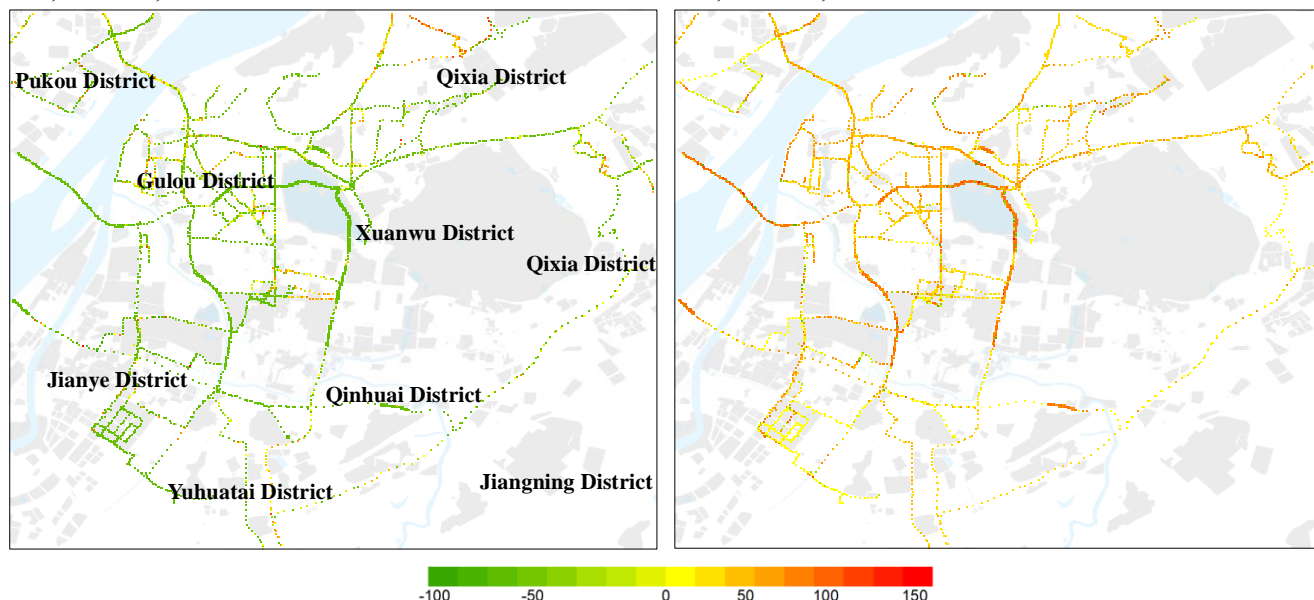 Pukou District
Qixia District
Gulou District
Xuanwu District
Qixia District
Jianye District
Qinhuai District
Yuhuatai District
Jiangning District
-100 -50 0 50 100 150